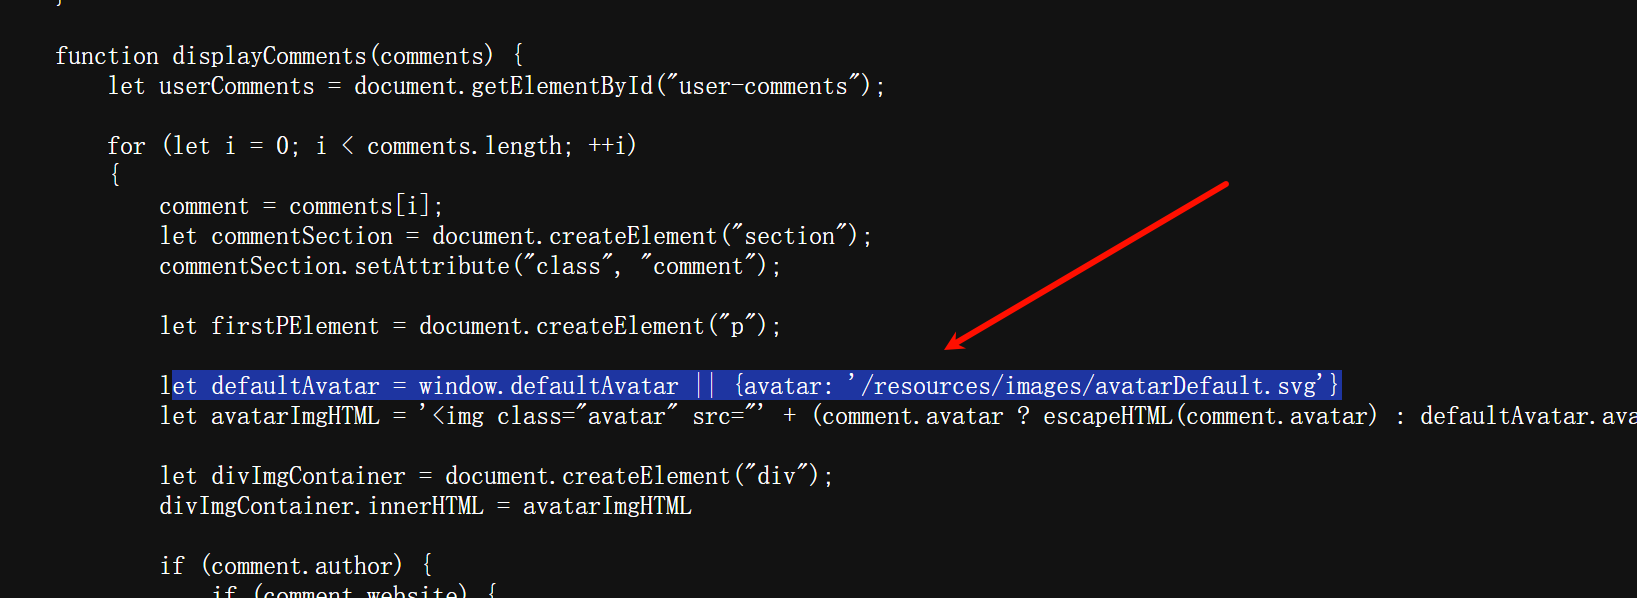 }
function displayComments(comments) {
let userComments = document.getElementById("user-comments");
for (let i = 0; i < comments.length; ++i)
{
comment = comments[i];
let commentSection = document.createElement("section");
commentSection.setAttribute("class", "comment");
let firstPElement = document.createElement("p");
let defaultAvatar = window.defaultAvatar || {avatar: '/resources/images/avatarDefault.svg'}
let avatarImgHTML = '<img class="avatar" src="' + (comment.avatar ? escapeHTML(comment.avatar) : defaultAvatar.ava
let divImgContainer = document.createElement("div");
divImgContainer.innerHTML = avatarImgHTML
if (comment.author) {
if (comment.website) {